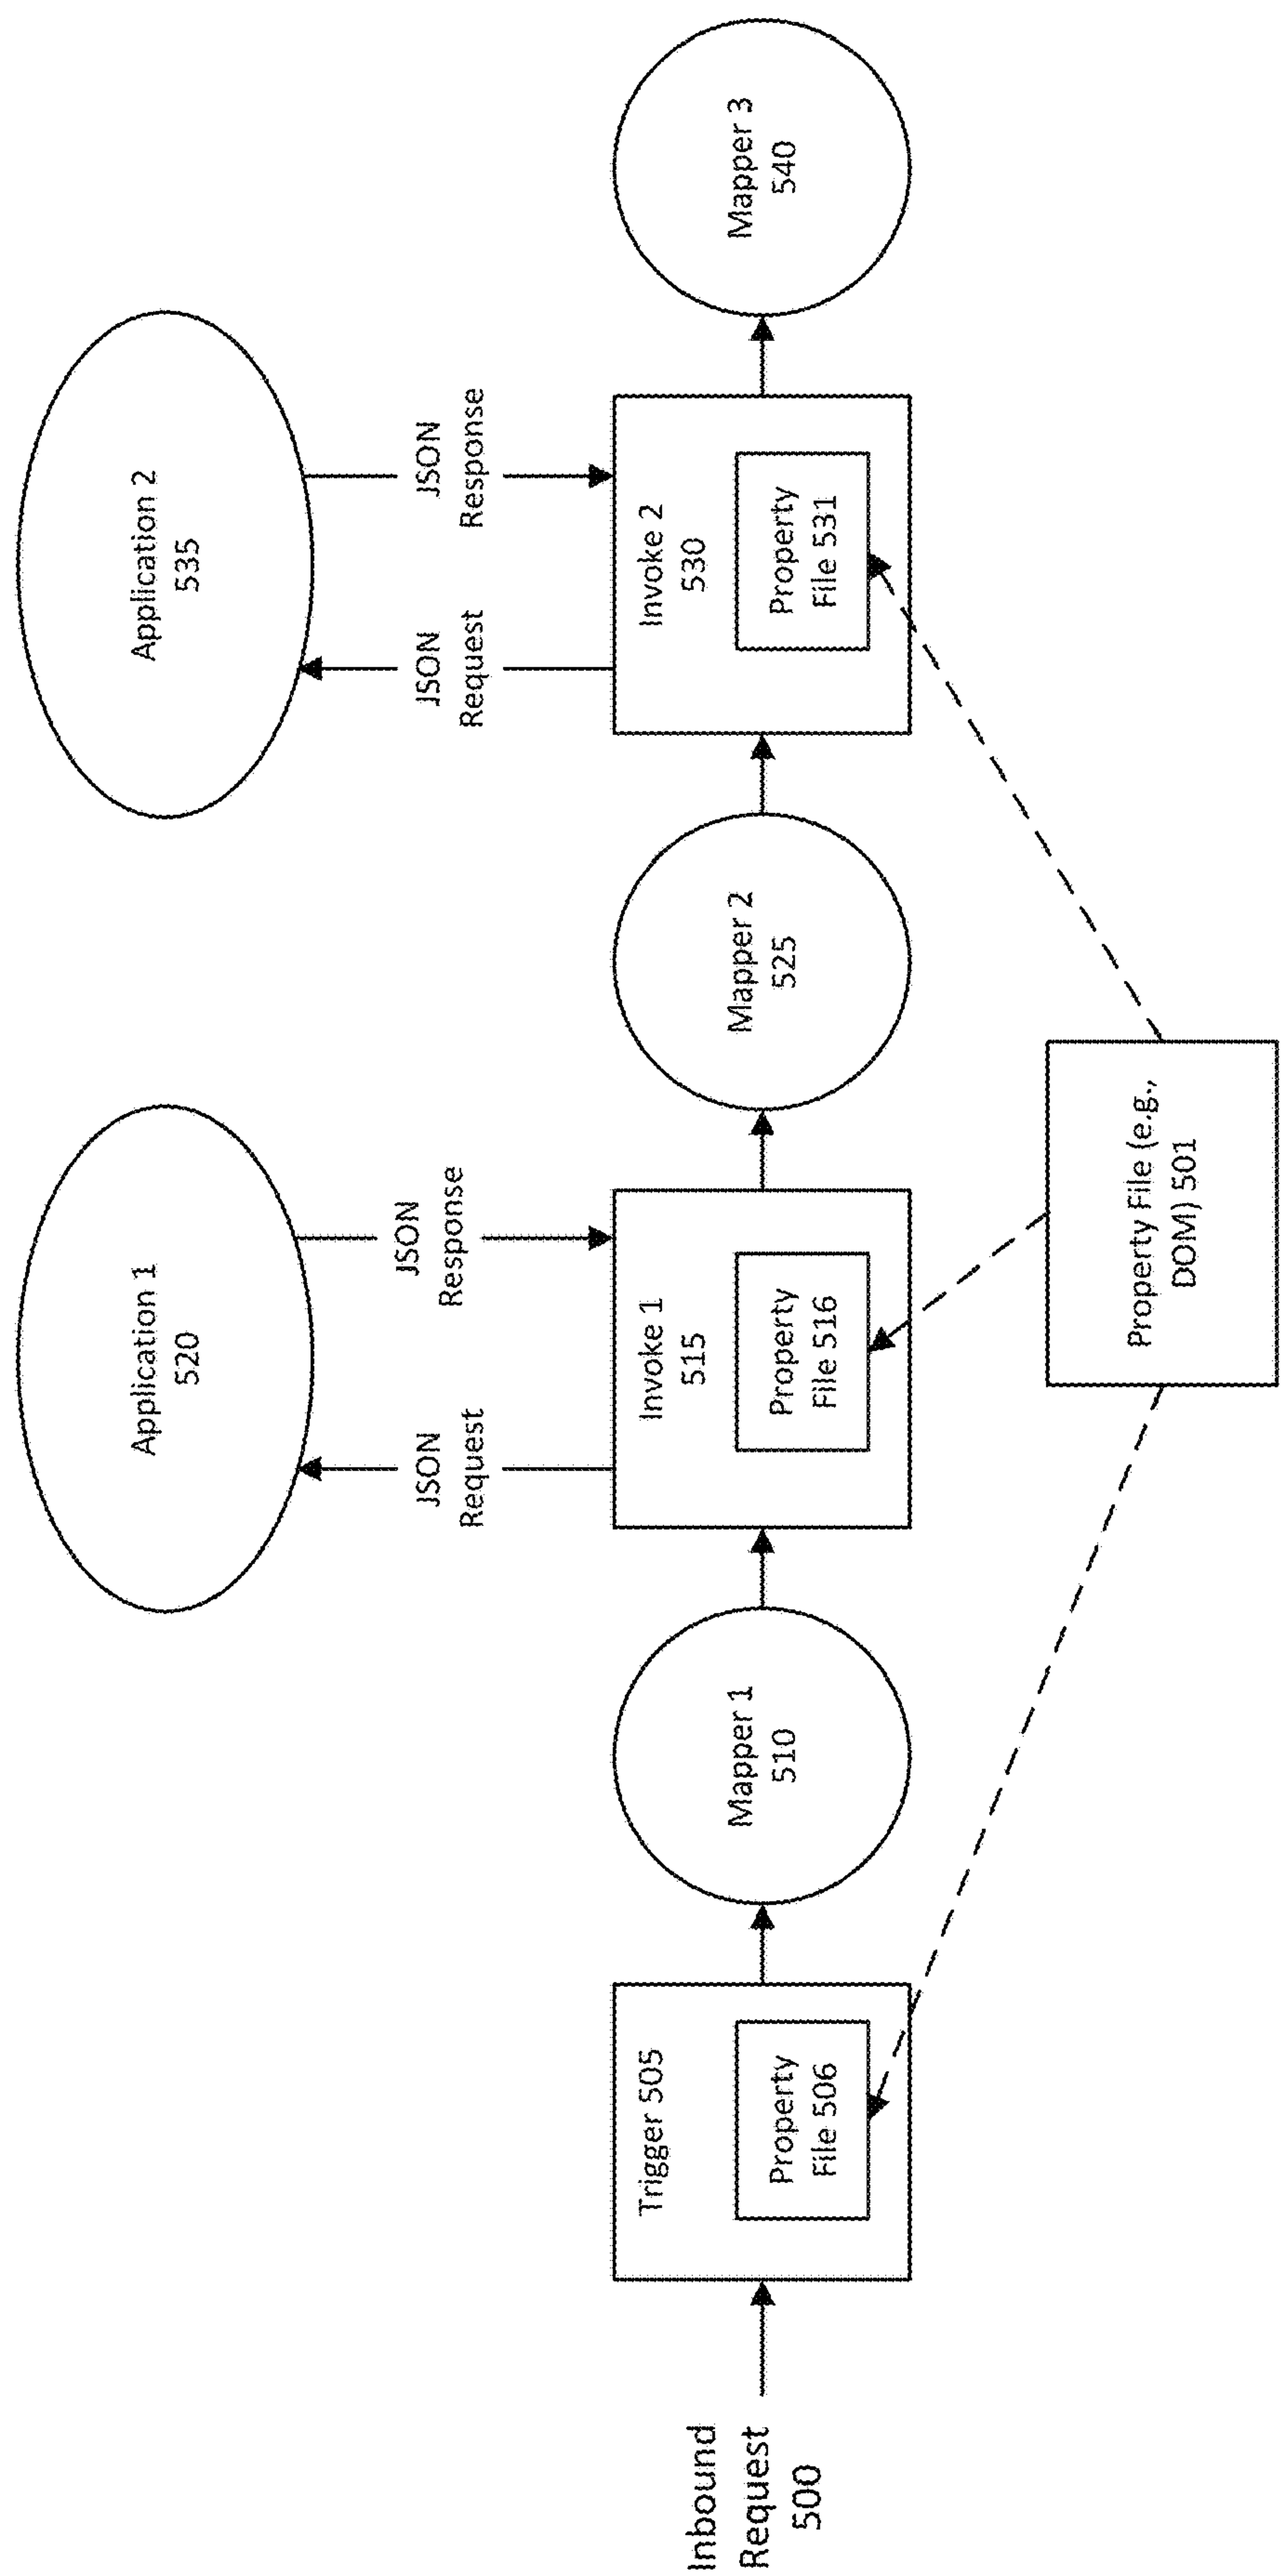 Application 1
520
Application 2
535
JSON
Request
JSON
Response
JSON
Request
JSON
Response
Inbound
Request
500
Trigger 505
Property
File 506
Mapper 1
510
Invoke 1
515
Property
File 516
Mapper 2
525
Invoke 2
530
Property
File 531
Mapper 3
540
Property File (e.g.,
DOM) 501